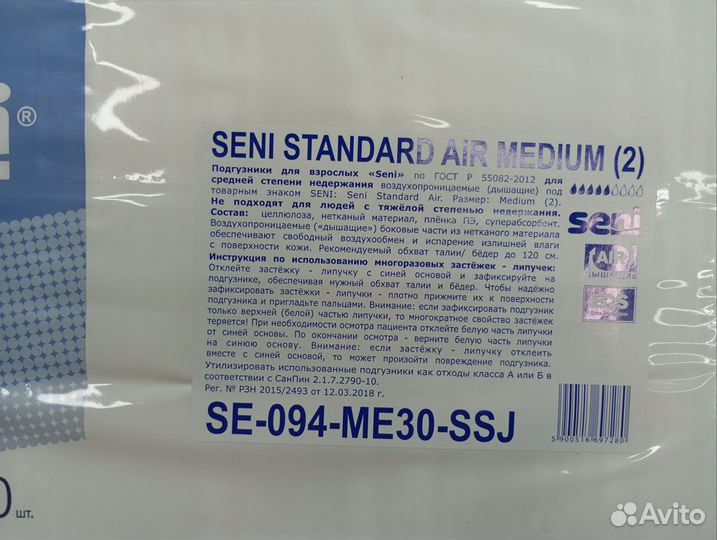 i®
SENI STANDARD AIR MEDIUM (2)
Подгузники для взрослых «Seni» по ГОСТ Р 55082-2012 для
средней степени недержания воздухопроницаемые (дышащие) под
товарным знаком SENI: Seni Standard Air. Размер: Medium (2).
Не подходят для людей с тяжёлой степенью недержания.
Состав: целлюлоза, нетканый материал, плёнка ПЭ, суперабсорбент.
Воздухопроницаемые («дышащие») боковые части из нетканого материала
обеспечивают свободный воздухообмен и испарение излишней влаги
с поверхности кожи. Рекомендуемый обхват талии/ бёдер до 120 см.
seni
AIR
ДЫШАЩИЕ
EDS
Инструкция по использованию многоразовых застёжек - липучек:
Отклейте застёжку - липучку с синей основой и зафиксируйте на
подгузнике, обеспечивая нужный обхват талии и бёдер. Чтобы надёжно
зафиксировать застёжки - липучки - плотно прижмите их к поверхности
подгузника и пригладьте пальцами. Внимание: если зафиксировать подгузник
только верхней (белой) частью липучки, то многократное свойство застёжек
теряется! При необходимости осмотра пациента отклейте белую часть липучки
от синей основы. По окончании осмотра - верните белую часть липучки
на синюю основу. Внимание: если застёжку - липучку отклеить
вместе с синей основой, то может произойти повреждение подгузника.
Утилизировать использованные подгузники как отходы класса А или Б в
соответствии с СанПин 2.1.7.2790-10.
Рег. № РЗН 2015/2493 от 12.03.2018 г.
SE-094-ME30-SSJ
5 900516 697280
0 шт.
Avito